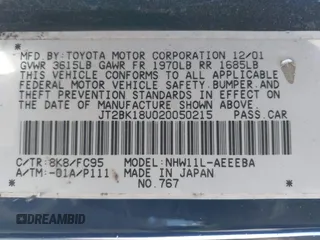 MFD. BY: TOYOTA MOTOR CORPORATION 12/01
GVWR 3615LB GAWR FR 1970LB RR 1685LB
THIS VEHICLE CONFORMS TO ALL APPLICABLE
FEDERAL MOTOR VEHICLE SAFETY, BUMPER, AND
THEFT PREVENTION STANDARDS IN EFFECT ON
THE DATE OF MANUFACTURE SHOWN ABOVE.
JT2BK18U020050215 PASS.CAR
C/TR: 8K8/FC95 MODEL: NHW11L-AEEEBA
A/TM: -01A/P111 MADE IN JAPAN
NO.767